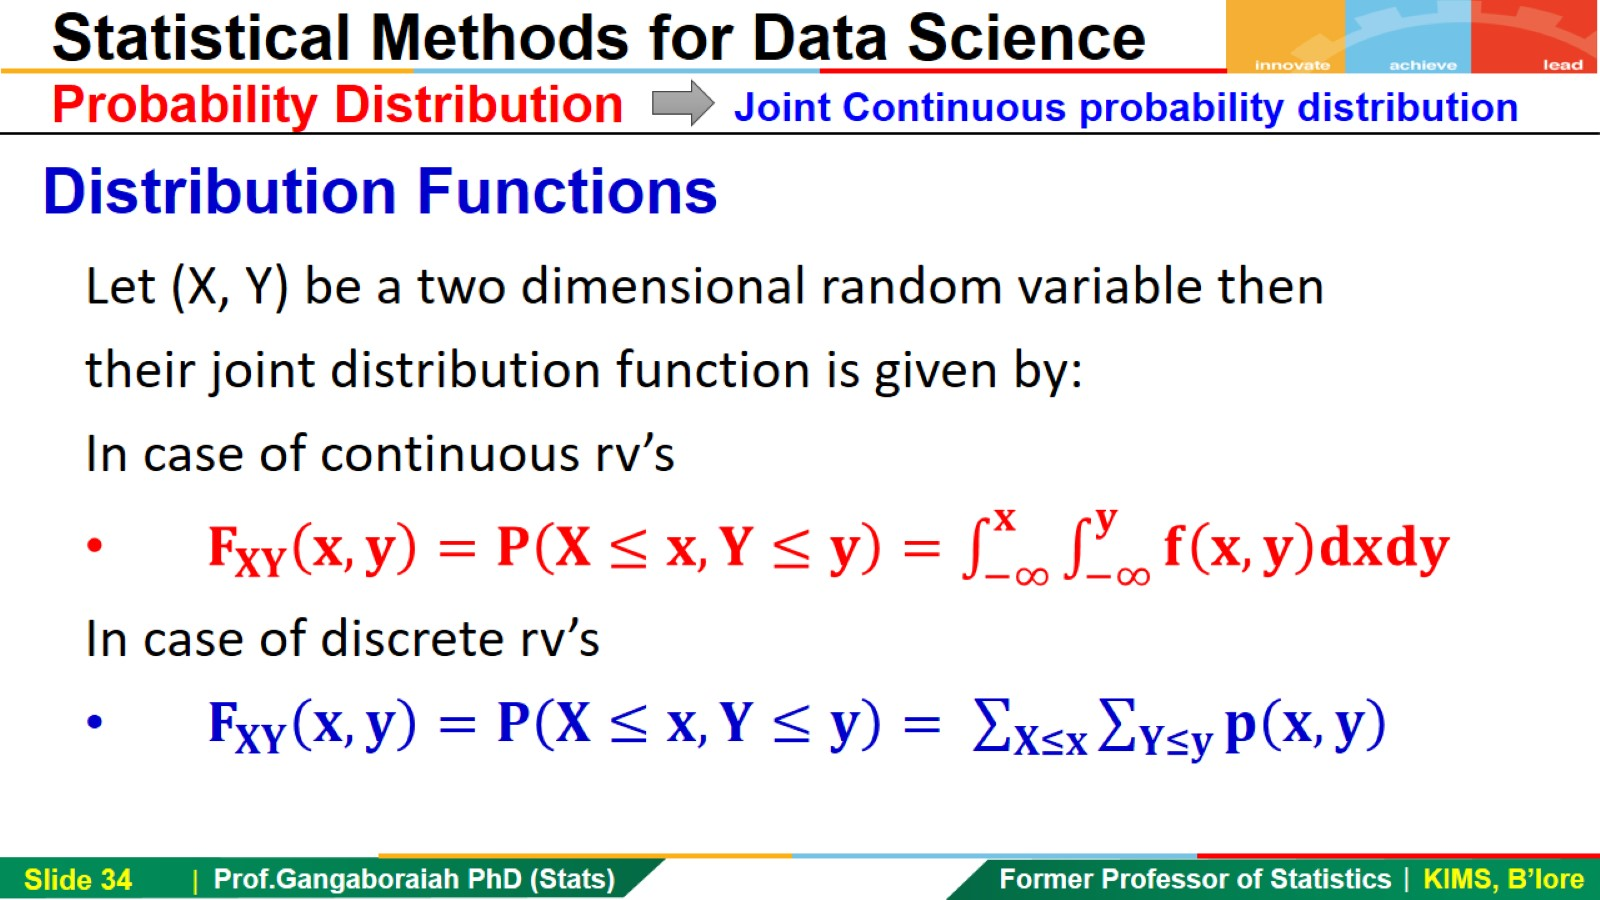 Statistical Methods for Data Science
innovate achieve lead
Probability Distribution Joint Continuous probability distribution
Distribution Functions
Let (X, Y) be a two dimensional random variable then
their joint distribution function is given by:
In case of continuous rv’s
• F_XY(x, y) = P(X ≤ x, Y ≤ y) = ∫_{−∞}^{x} ∫_{−∞}^{y} f(x, y)dxdy
In case of discrete rv’s
• F_XY(x, y) = P(X ≤ x, Y ≤ y) = ∑_{X≤x} ∑_{Y≤y} p(x, y)
Slide 34 | Prof.Gangaboraiah PhD (Stats) Former Professor of Statistics | KIMS, B’lore